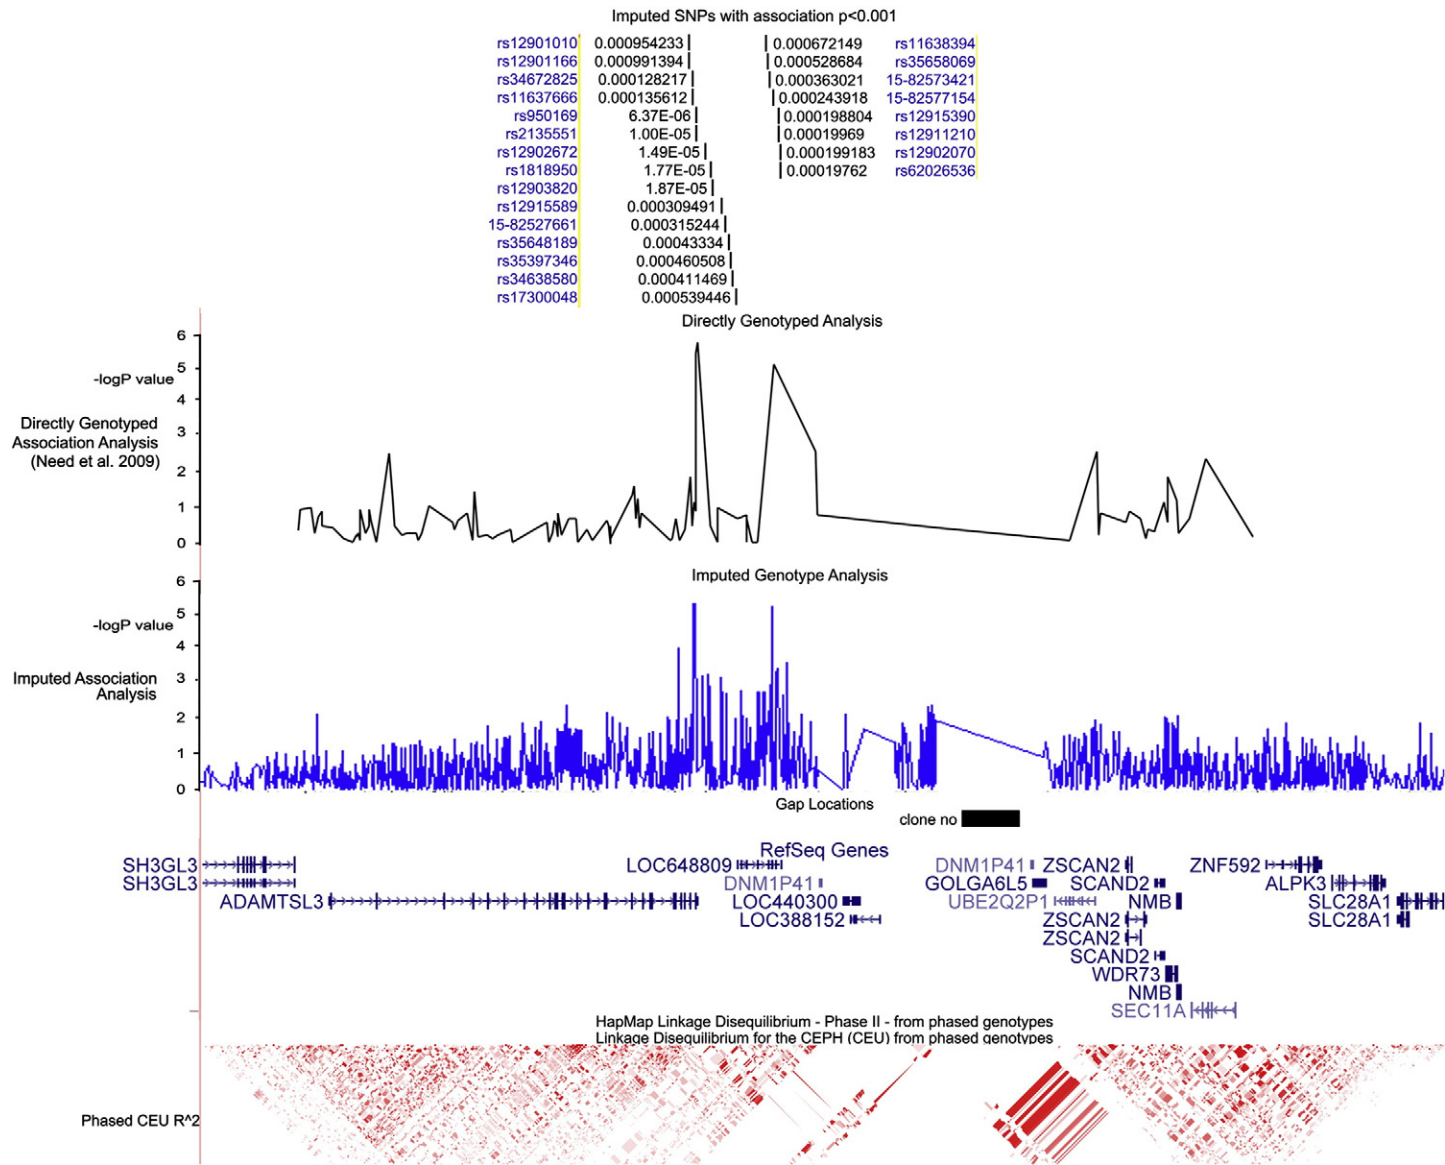 Imputed SNPs with association p<0.001
rs12901010 0.000954233 0.000672149 rs11638394
rs12901166 0.000991394 0.000528684 rs35658069
rs34672825 0.000128217 0.000363021 15-82573421
rs11637666 0.000135612 0.000243918 15-82577154
rs950169 6.37E-06 0.000198804 rs12915390
rs2135551 1.00E-05 0.00019969 rs12911210
rs12902672 1.49E-05 0.000199183 rs12902070
rs1818950 1.77E-05 0.00019762 rs62026536
rs12903820 1.87E-05
rs12915589 0.000309491
15-82527661 0.000315244
rs35648189 0.00043334
rs35397346 0.000460508
rs34638580 0.000411469
rs17300048 0.000539446
Directly Genotyped Analysis
6
5
-logP value
4
Directly Genotyped
3
Association Analysis
(Need et al. 2009)
2
1
0
Imputed Genotype Analysis
6
5
-logP value
4
3
Imputed Association
Analysis
2
1
0
Gap Locations
clone no
RefSeq Genes
SH3GL3 LOC648809 DNM1P41 ZSCAN2 ZNF592
SH3GL3 DNM1P41 GOLGA6L5 SCAND2 ALPK3
ADAMTSL3 LOC440300 UBE2Q2P1 NMB SLC28A1
LOC388152 ZSCAN2 SLC28A1
ZSCAN2
SCAND2
WDR73
NMB
SEC11A
HapMap Linkage Disequilibrium - Phase II - from phased genotypes
Linkage Disequilibrium for the CEPH (CEU) from phased genotypes
Phased CEU R^2